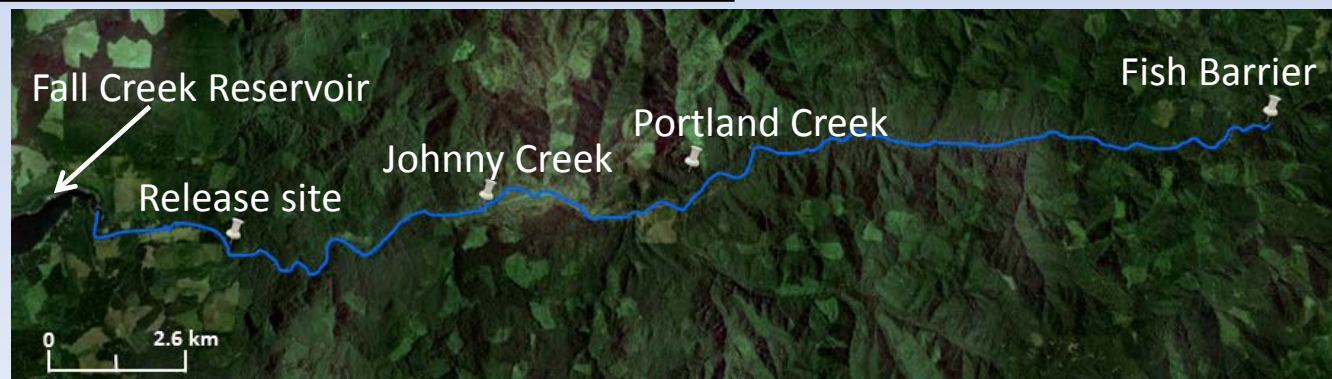 Fall Creek Reservoir
Fish Barrier
Portland Creek
Johnny Creek
Release site
0 2.6 km